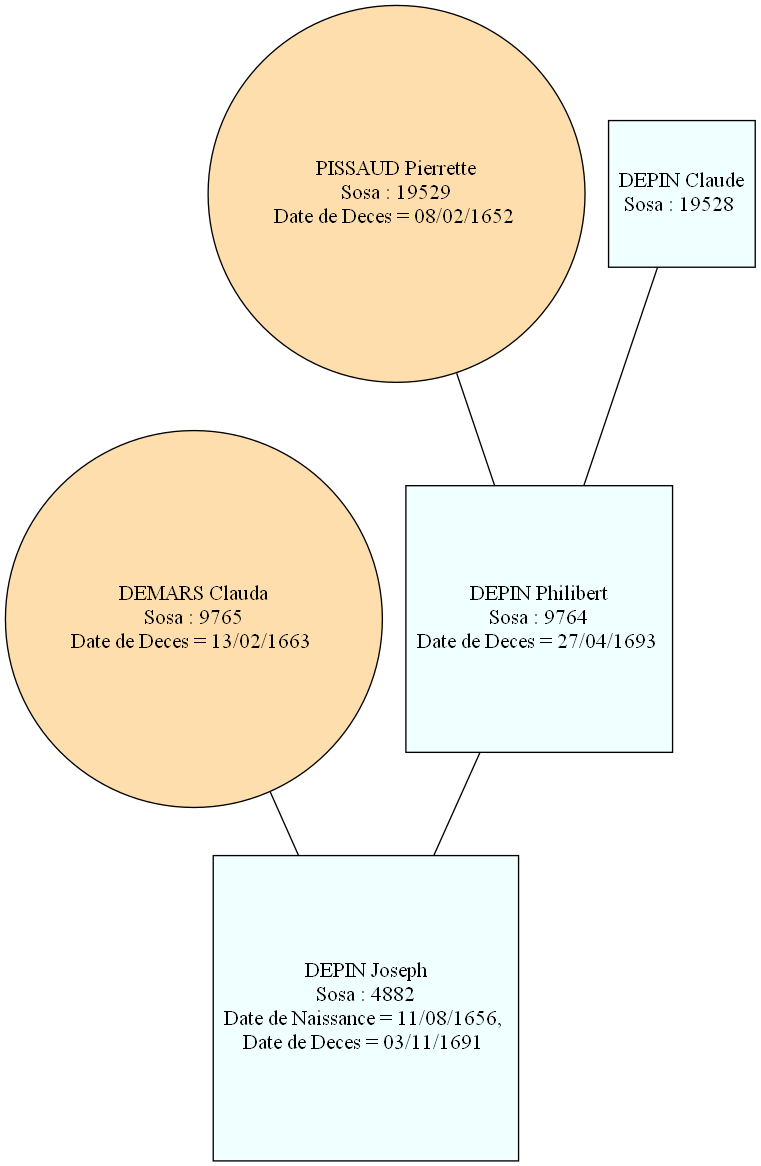 PISSAUD Pierrette
Sosa : 19529
Date de Deces = 08/02/1652
DEPIN Claude
Sosa : 19528
DEMARS Clauda
Sosa : 9765
Date de Deces = 13/02/1663
DEPIN Philibert
Sosa : 9764
Date de Deces = 27/04/1693
DEPIN Joseph
Sosa : 4882
Date de Naissance = 11/08/1656,
Date de Deces = 03/11/1691